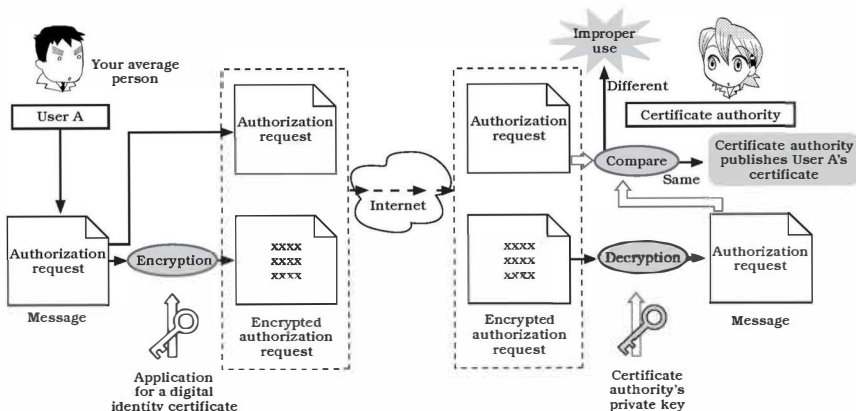 Your average
person
User A
Authorization
request
Message
Encryption
Application
for a digital
identity certificate
Authorization
request
xxxx
xxxx
xxxx
Encrypted
authorization
request
Internet
Authorization
request
xxxx
xxxx
xxxx
Encrypted
authorization
request
Improper
use
Different
Certificate authority
Compare
Same
Certificate authority
publishes User A's
certificate
Decryption
Certificate
authority's
private key
Authorization
request
Message